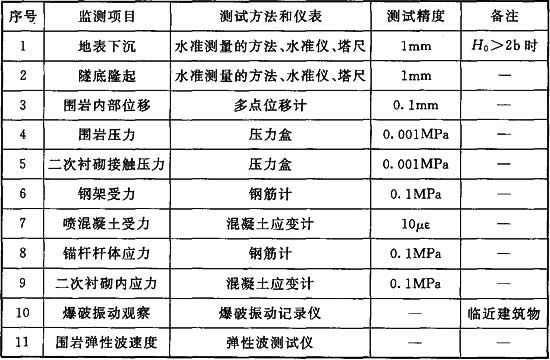 序号 监测项目 测试方法和仪表 测试精度 备注
1 地表下沉 水准测量的方法、水准仪、塔尺 1mm H₀>2b时
2 隧底隆起 水准测量的方法、水准仪、塔尺 1mm —
3 围岩内部位移 多点位移计 0.1mm —
4 围岩压力 压力盒 0.001MPa —
5 二次衬砌接触压力 压力盒 0.001MPa —
6 钢架受力 钢筋计 0.1MPa —
7 喷混凝土受力 混凝土应变计 10με —
8 锚杆杆体应力 钢筋计 0.1MPa —
9 二次衬砌内应力 混凝土应变计 0.1MPa —
10 爆破振动观察 爆破振动记录仪 — 临近建筑物
11 围岩弹性波速度 弹性波测试仪 — —